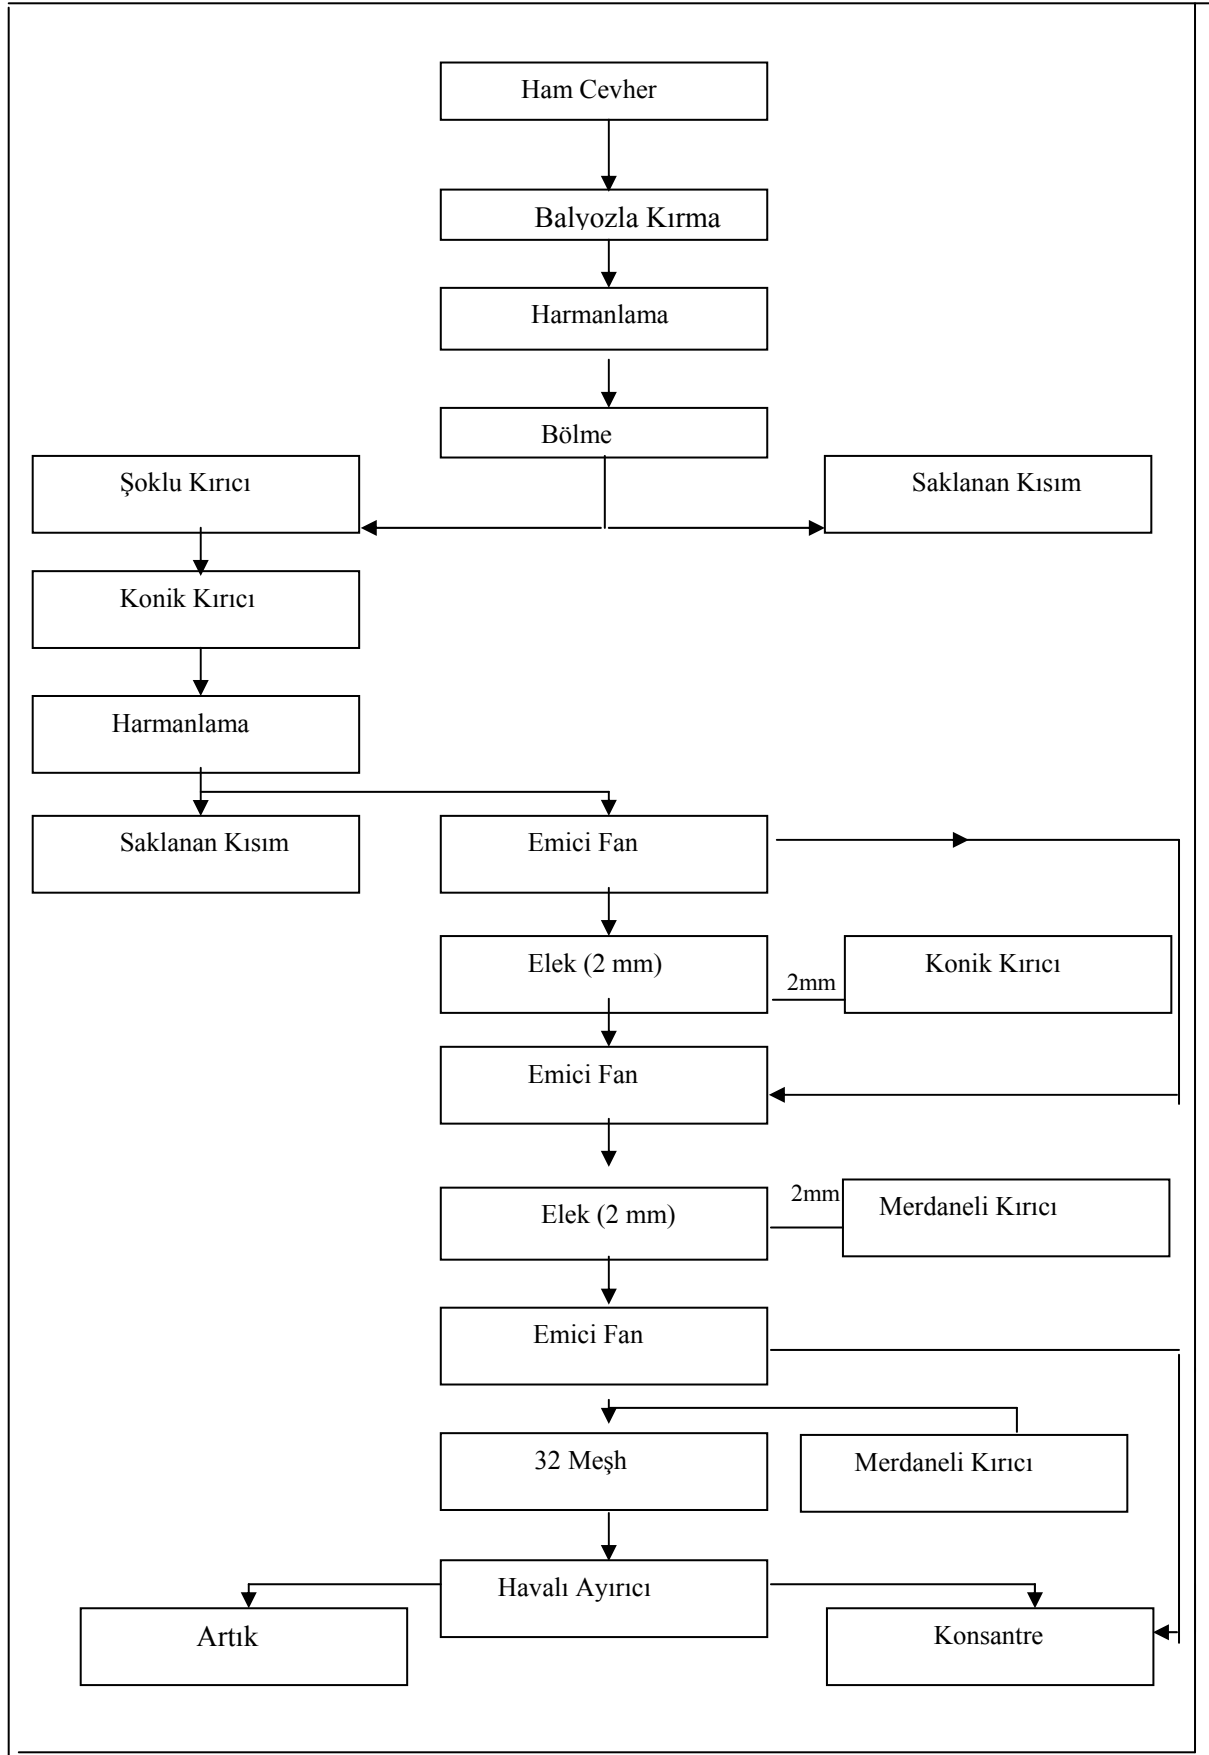 Ham Cevher
Balyozla Kırma
Harmanlama
Bölme
Şoklu Kırıcı
Saklanan Kısım
Konik Kırıcı
Harmanlama
Saklanan Kısım
Emici Fan
Elek (2 mm)
2mm
Konik Kırıcı
Emici Fan
Elek (2 mm)
2mm
Merdaneli Kırıcı
Emici Fan
32 Meşh
Merdaneli Kırıcı
Havalı Ayırıcı
Artık
Konsantre